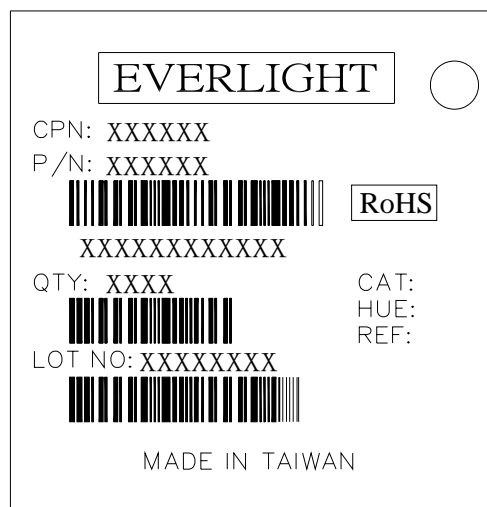 EVERLIGHT
CPN: XXXXXX
P/N: XXXXXX
RoHS
XXXXXXXXXXXX
QTY: XXXX
CAT:
HUE:
REF:
LOT NO: XXXXXXXX
MADE IN TAIWAN